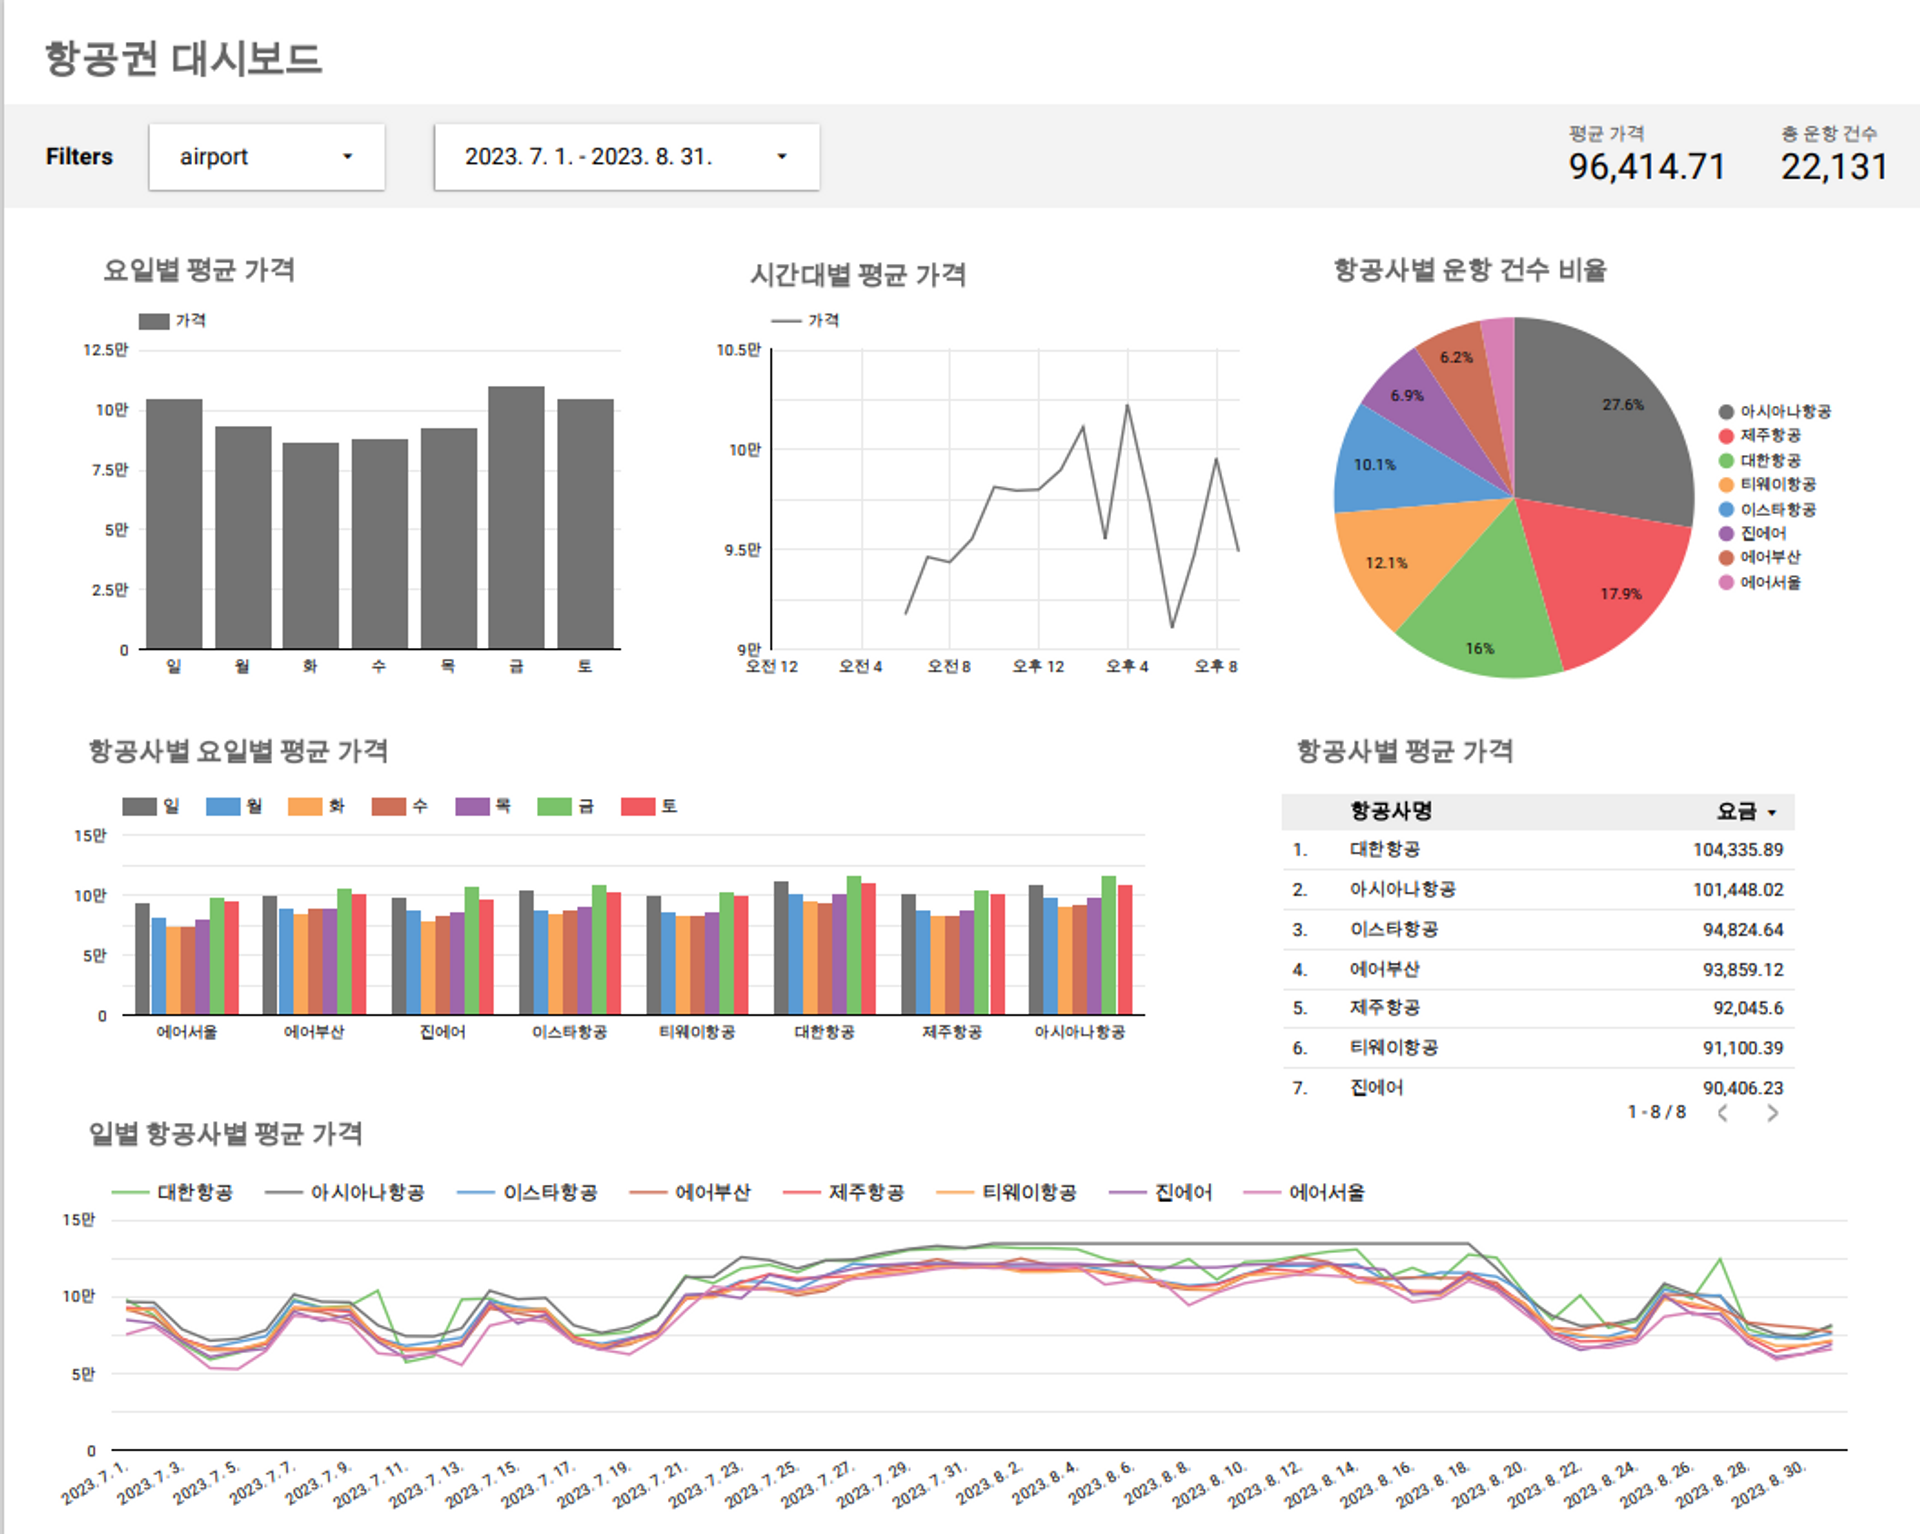 항공권 대시보드
Filters
airport
2023. 7. 1. - 2023. 8. 31.
평균 가격
96,414.71
총 운항 건수
22,131
요일별 평균 가격
가격
12.5만
10만
7.5만
5만
2.5만
0
일 월 화 수 목 금 토
시간대별 평균 가격
가격
10.5만
10만
9.5만
9만
오전 12 오전 4 오전 8 오후 12 오후 4 오후 8
항공사별 운항 건수 비율
27.6%
17.9%
16%
12.1%
10.1%
6.9%
6.2%
아시아나항공
제주항공
대한항공
티웨이항공
이스타항공
진에어
에어부산
에어서울
항공사별 요일별 평균 가격
일 월 화 수 목 금 토
15만
10만
5만
0
에어서울 에어부산 진에어 이스타항공 티웨이항공 대한항공 제주항공 아시아나항공
항공사별 평균 가격
항공사명 요금
1. 대한항공 104,335.89
2. 아시아나항공 101,448.02
3. 이스타항공 94,824.64
4. 에어부산 93,859.12
5. 제주항공 92,045.6
6. 티웨이항공 91,100.39
7. 진에어 90,406.23
1 - 8 / 8
일별 항공사별 평균 가격
대한항공 아시아나항공 이스타항공 에어부산 제주항공 티웨이항공 진에어 에어서울
15만
10만
5만
0
2023. 7. 1. 2023. 7. 3. 2023. 7. 5. 2023. 7. 7. 2023. 7. 9. 2023. 7. 11. 2023. 7. 13. 2023. 7. 15. 2023. 7. 17. 2023. 7. 19. 2023. 7. 21. 2023. 7. 23. 2023. 7. 25. 2023. 7. 27. 2023. 7. 29. 2023. 7. 31. 2023. 8. 2. 2023. 8. 4. 2023. 8. 6. 2023. 8. 8. 2023. 8. 10. 2023. 8. 12. 2023. 8. 14. 2023. 8. 16. 2023. 8. 18. 2023. 8. 20. 2023. 8. 22. 2023. 8. 24. 2023. 8. 26. 2023. 8. 28. 2023. 8. 30.